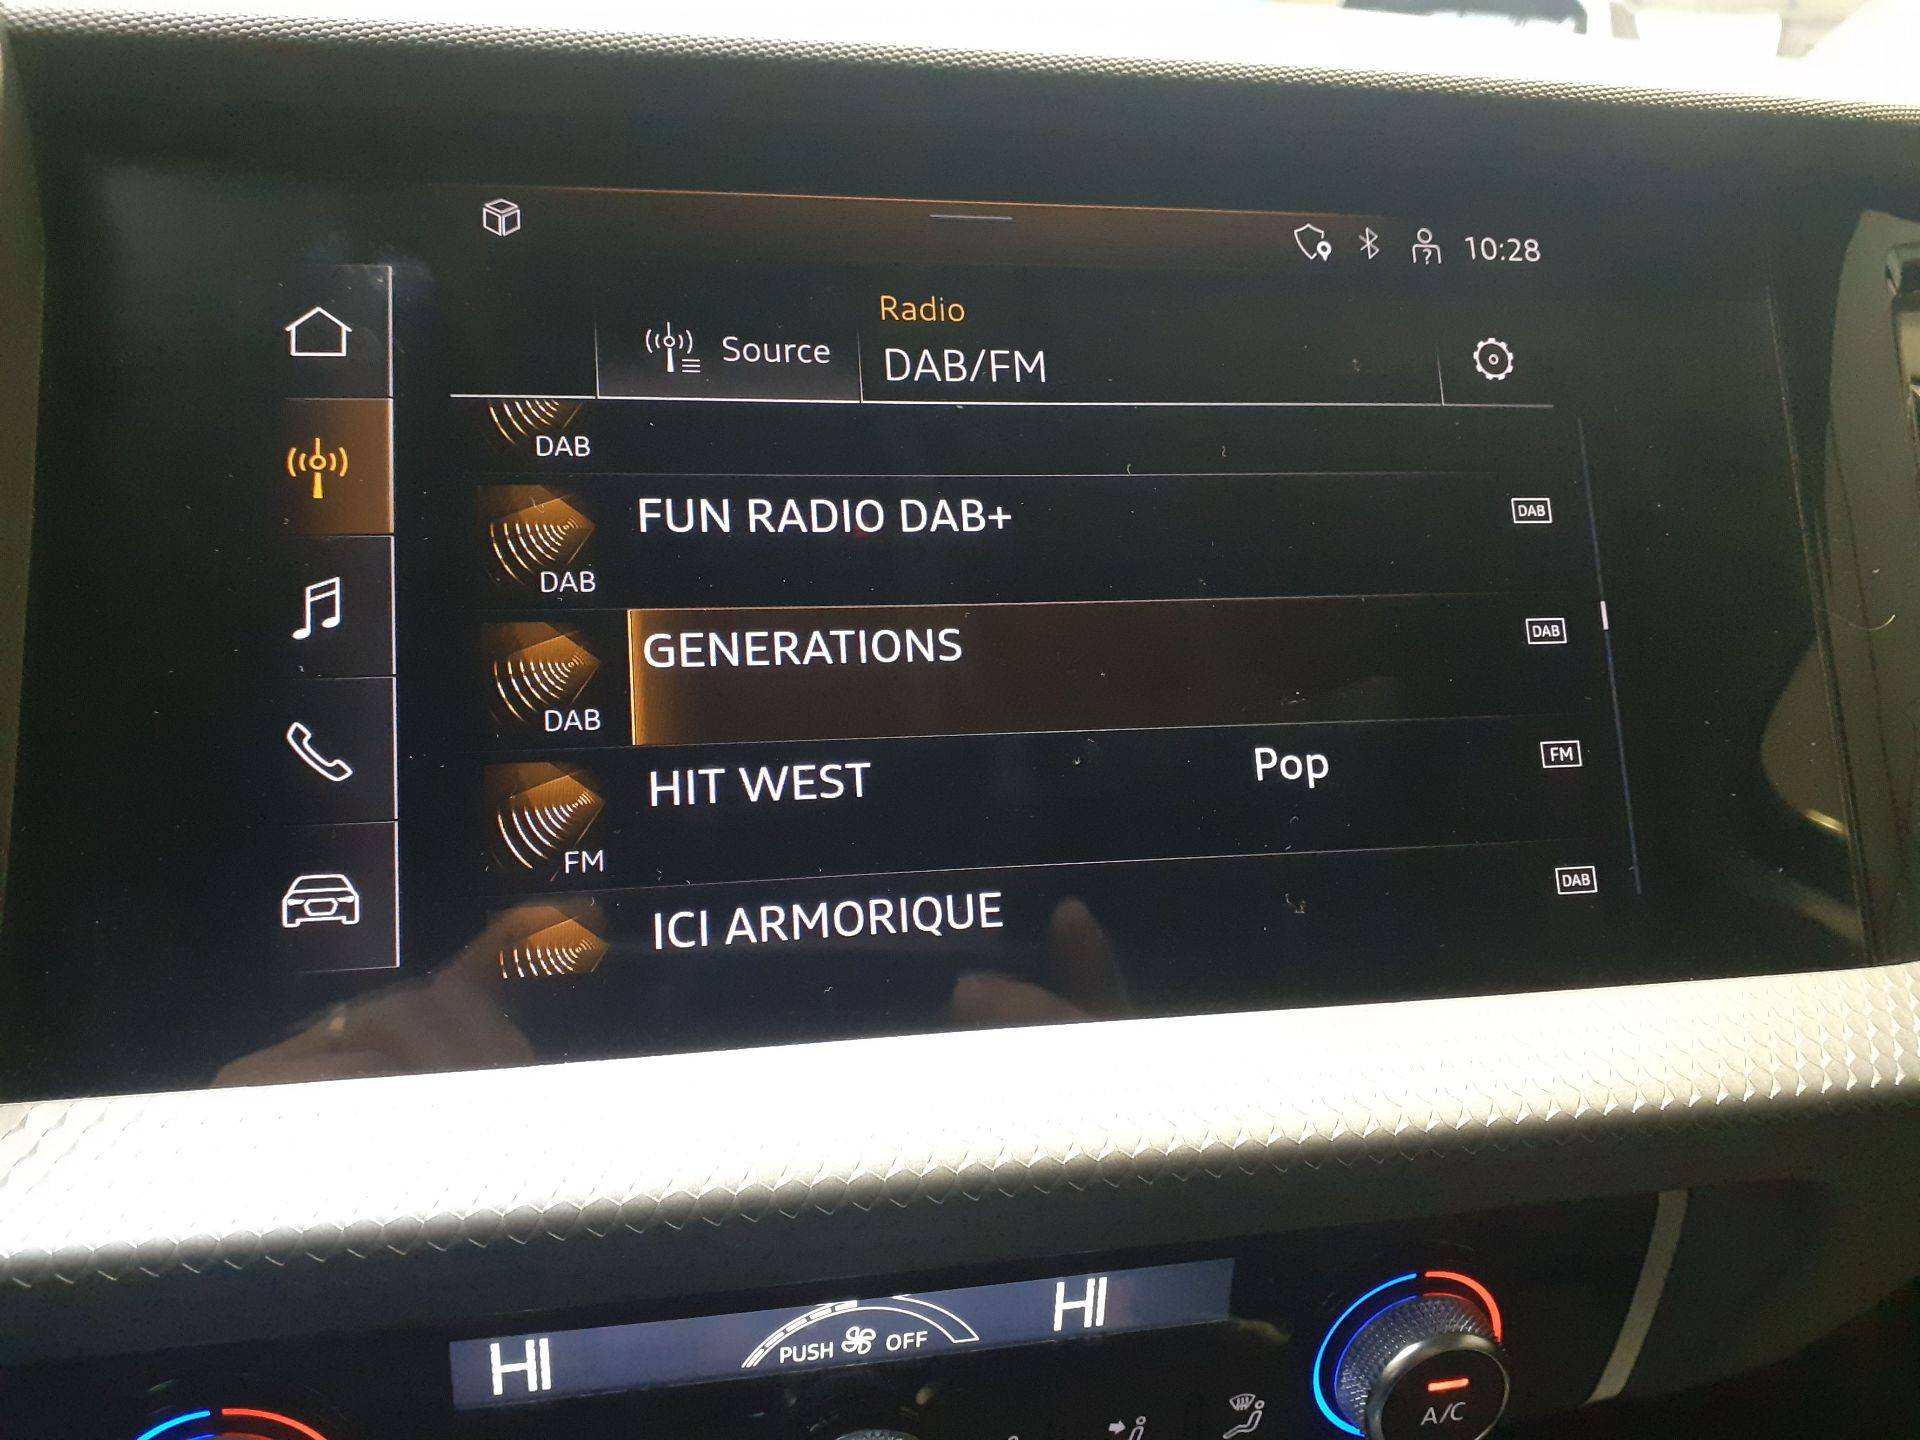 10:28
Radio
Source
DAB/FM
DAB
FUN RADIO DAB+
DAB
DAB
GENERATIONS
DAB
DAB
HIT WEST
Pop
FM
FM
ICI ARMORIQUE
DAB
HI
PUSH OFF
HI
A/C